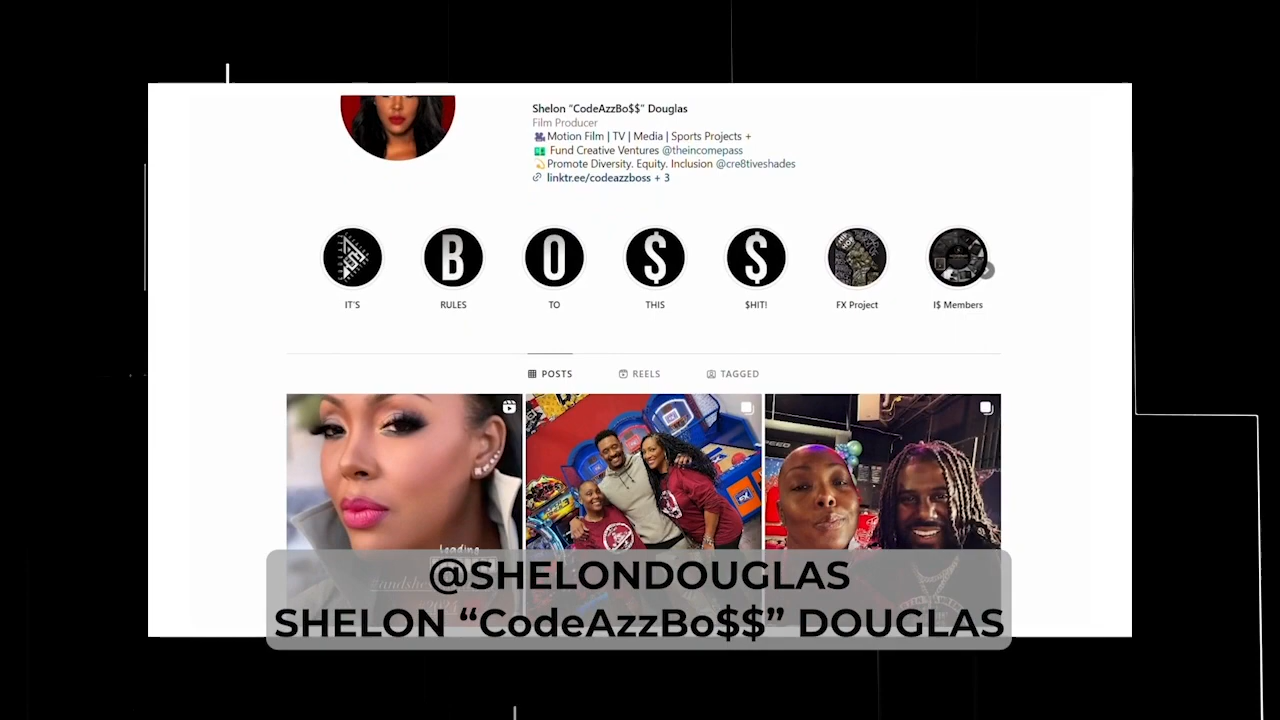 Shelon “CodeAzzBo$$” Douglas
Film Producer
Motion Film | TV | Media | Sports Projects +
Fund Creative Ventures @theincomepass
Promote Diversity. Equity. Inclusion @cre8tiveshades
linktr.ee/codeazzboss + 3
B O $ $
IT'S RULES TO THIS $HIT! FX Project I$ Members
POSTS REELS TAGGED
SPEED
Leading
@SHELONDOUGLAS
SHELON “CodeAzzBo$$” DOUGLAS